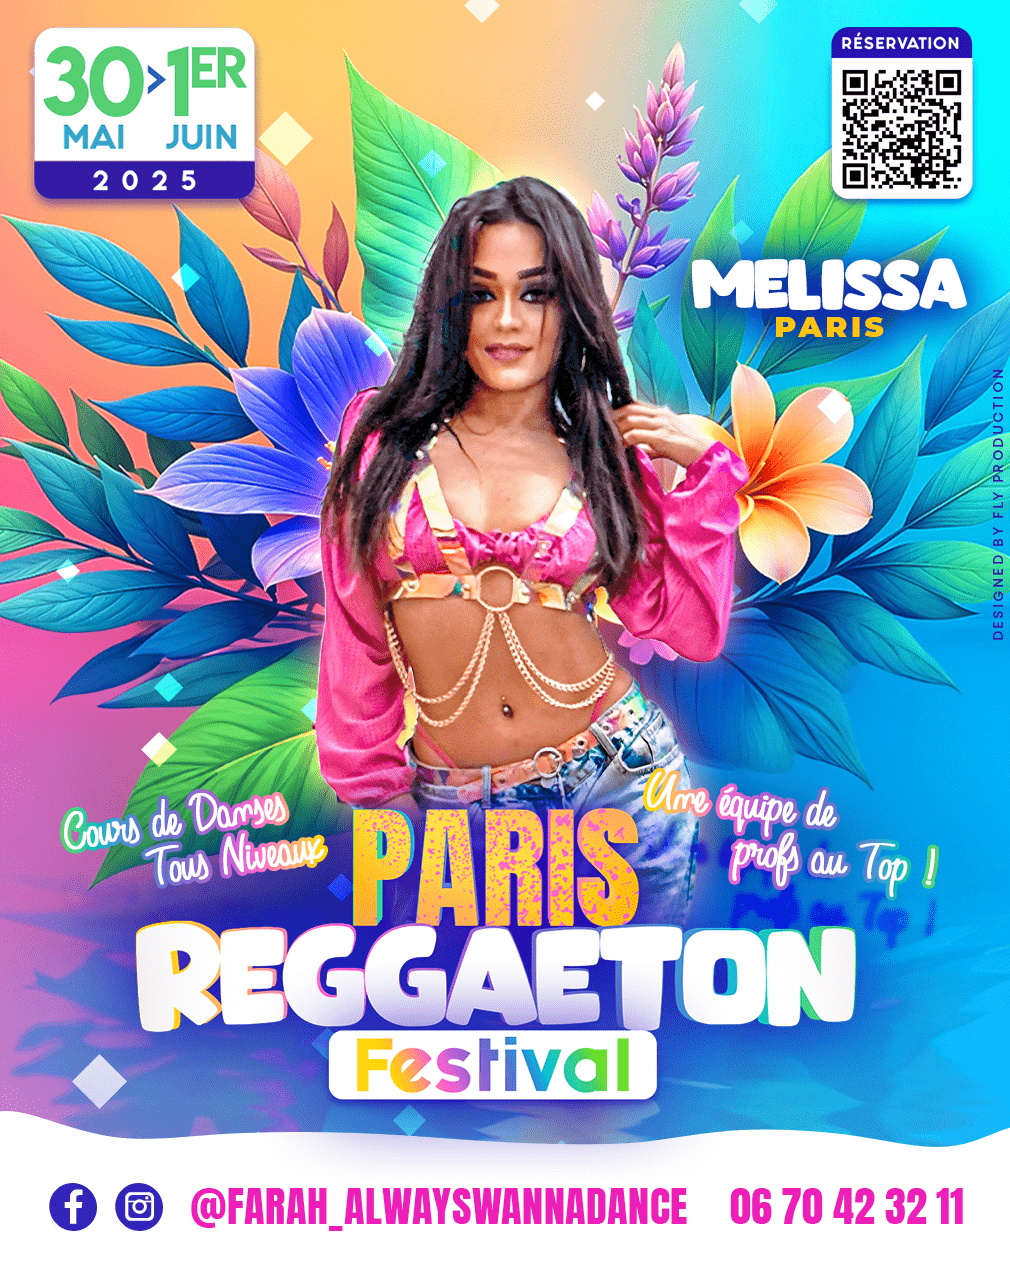 30>1ER
MAI JUIN
2025
RÉSERVATION
MELISSA
PARIS
DESIGNED BY FLY PRODUCTION
Cours de Danses
Tous Niveaux
Une équipe de
profs au Top !
PARIS
REGGAETON
Festival
@FARAH_ALWAYSWANNADANCE 06 70 42 32 11